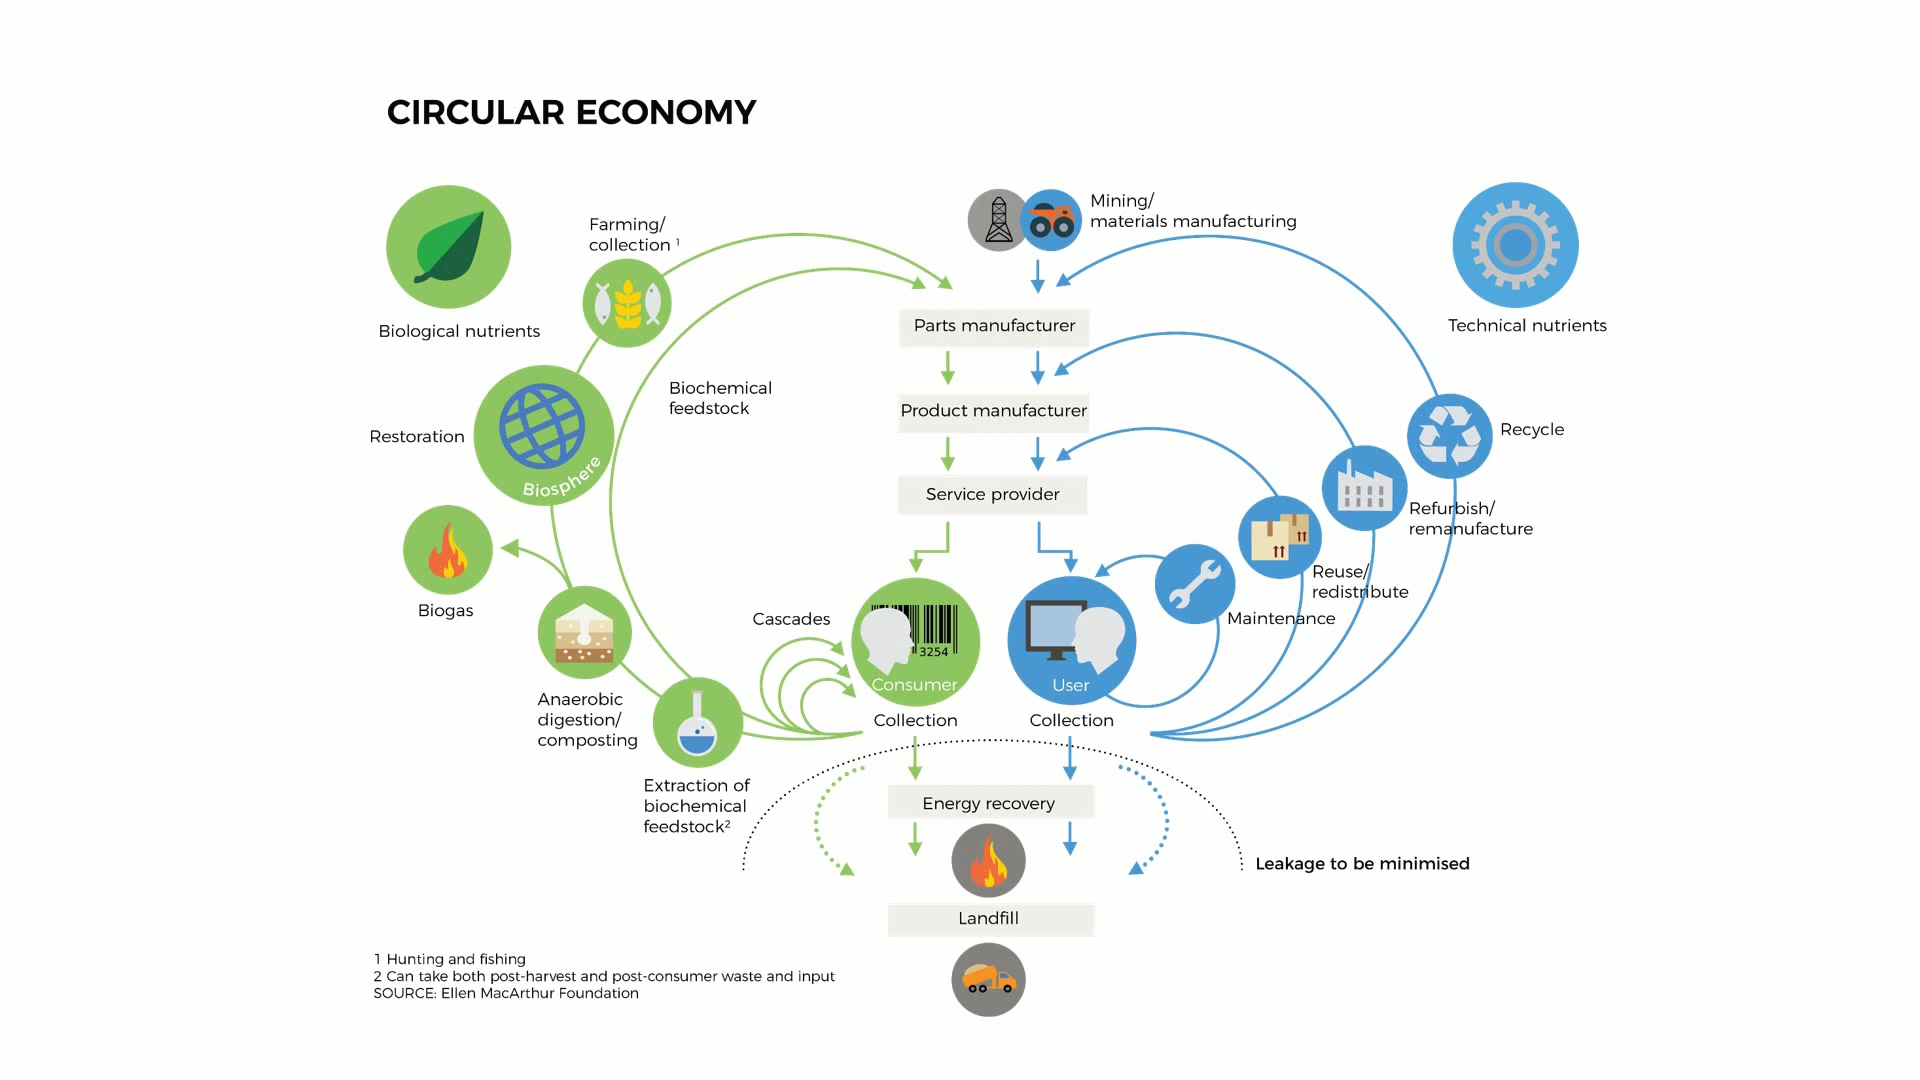 CIRCULAR ECONOMY
Mining/
materials manufacturing
Farming/
collection ¹
Biological nutrients
Technical nutrients
Parts manufacturer
Biochemical
feedstock
Product manufacturer
Restoration
Biosphere
Recycle
Service provider
Refurbish/
remanufacture
Reuse/
redistribute
Biogas
Cascades
Maintenance
3254
Consumer
User
Anaerobic
digestion/
composting
Collection
Collection
Extraction of
biochemical
feedstock²
Energy recovery
Leakage to be minimised
Landfill
1 Hunting and fishing
2 Can take both post-harvest and post-consumer waste and input
SOURCE: Ellen MacArthur Foundation